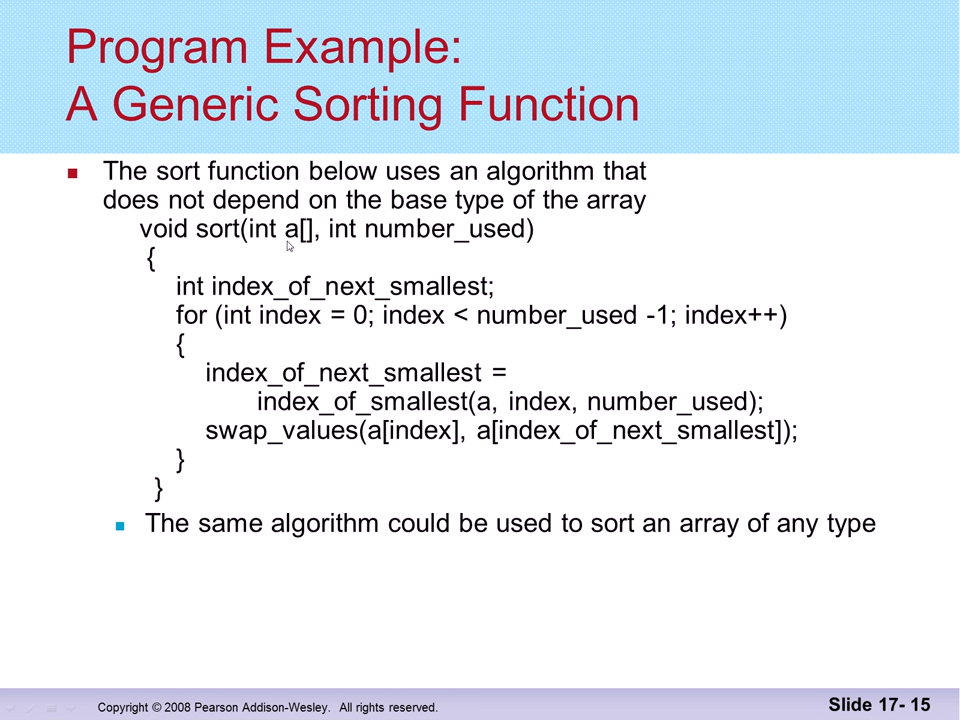 Program Example:
A Generic Sorting Function
The sort function below uses an algorithm that
does not depend on the base type of the array
void sort(int a[], int number_used)
{
int index_of_next_smallest;
for (int index = 0; index < number_used -1; index++)
{
index_of_next_smallest =
index_of_smallest(a, index, number_used);
swap_values(a[index], a[index_of_next_smallest]);
}
}
The same algorithm could be used to sort an array of any type
Copyright © 2008 Pearson Addison-Wesley. All rights reserved.
Slide 17- 15